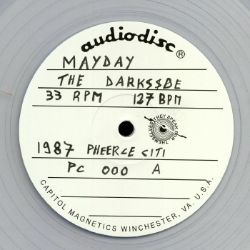 audiodisc®
MAYDAY
THE DARKSSDE
33 RPM 127 BPM
1987 PHEERCE CITI
PC 000 A
CAPITOL MAGNETICS WINCHESTER, VA, U.S.A.